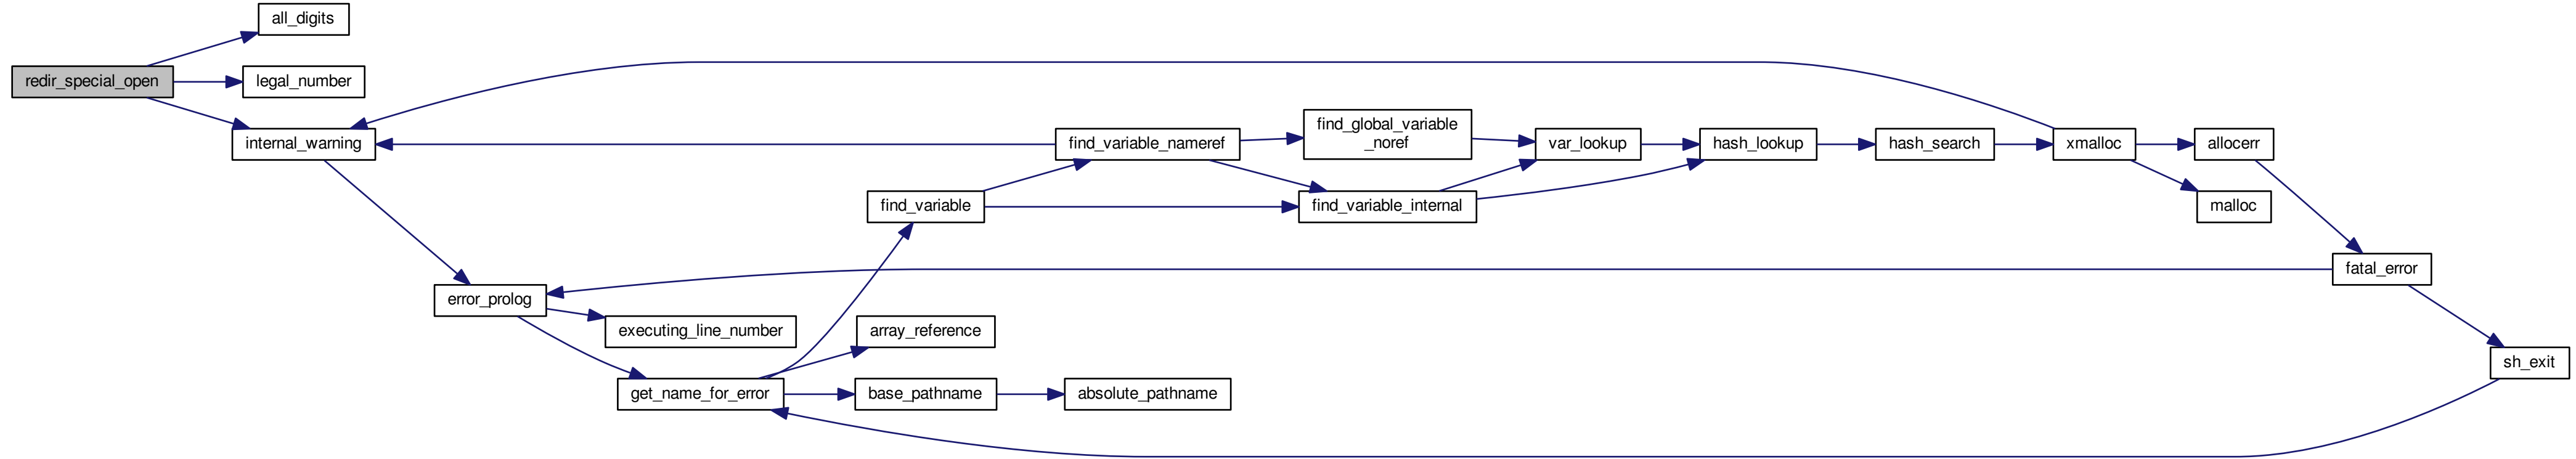 all_digits
redir_special_open
legal_number
internal_warning
find_variable_nameref
find_global_variable
_noref
var_lookup
hash_lookup
hash_search
xmalloc
allocerr
find_variable
find_variable_internal
malloc
error_prolog
fatal_error
executing_line_number
array_reference
get_name_for_error
base_pathname
absolute_pathname
sh_exit